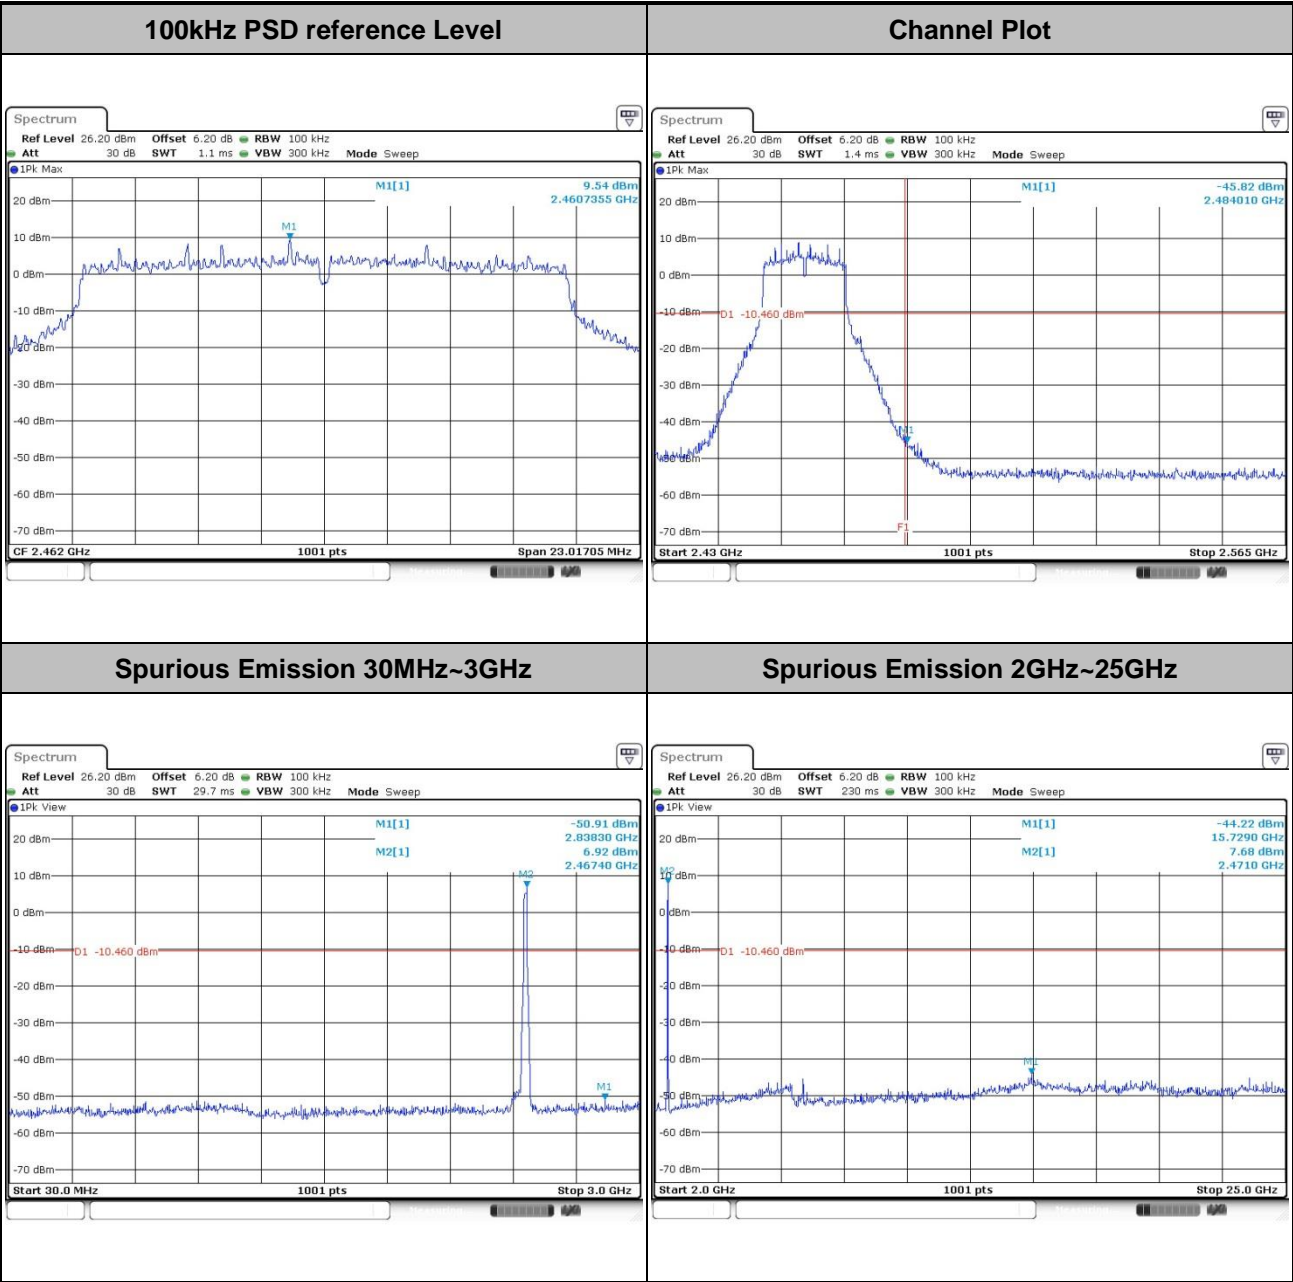 100kHz PSD reference Level
Spectrum
Ref Level 26.20 dBm Offset 6.20 dB RBW 100 kHz
Att 30 dB SWT 1.1 ms VBW 300 kHz Mode Sweep
1Pk Max
M1[1] 9.54 dBm
2.4607355 GHz
20 dBm
M1
10 dBm
0 dBm
-10 dBm
-20 dBm
-30 dBm
-40 dBm
-50 dBm
-60 dBm
-70 dBm
CF 2.462 GHz 1001 pts Span 23.01705 MHz
Channel Plot
Spectrum
Ref Level 26.20 dBm Offset 6.20 dB RBW 100 kHz
Att 30 dB SWT 1.4 ms VBW 300 kHz Mode Sweep
1Pk Max
M1[1] -45.82 dBm
2.484010 GHz
20 dBm
10 dBm
0 dBm
-10 dBm D1 -10.460 dBm
-20 dBm
-30 dBm
-40 dBm
M1
-50 dBm
-60 dBm
F1
-70 dBm
Start 2.43 GHz 1001 pts Stop 2.565 GHz
Spurious Emission 30MHz~3GHz
Spectrum
Ref Level 26.20 dBm Offset 6.20 dB RBW 100 kHz
Att 30 dB SWT 29.7 ms VBW 300 kHz Mode Sweep
1Pk View
M1[1] -50.91 dBm
2.83830 GHz
20 dBm
M2[1] 6.92 dBm
2.46740 GHz
M2
10 dBm
0 dBm
-10 dBm D1 -10.460 dBm
-20 dBm
-30 dBm
-40 dBm
M1
-50 dBm
-60 dBm
-70 dBm
Start 30.0 MHz 1001 pts Stop 3.0 GHz
Spurious Emission 2GHz~25GHz
Spectrum
Ref Level 26.20 dBm Offset 6.20 dB RBW 100 kHz
Att 30 dB SWT 230 ms VBW 300 kHz Mode Sweep
1Pk View
M1[1] -44.22 dBm
15.7290 GHz
20 dBm
M2[1] 7.68 dBm
2.4710 GHz
M2
10 dBm
0 dBm
-10 dBm D1 -10.460 dBm
-20 dBm
-30 dBm
-40 dBm
M1
-50 dBm
-60 dBm
-70 dBm
Start 2.0 GHz 1001 pts Stop 25.0 GHz